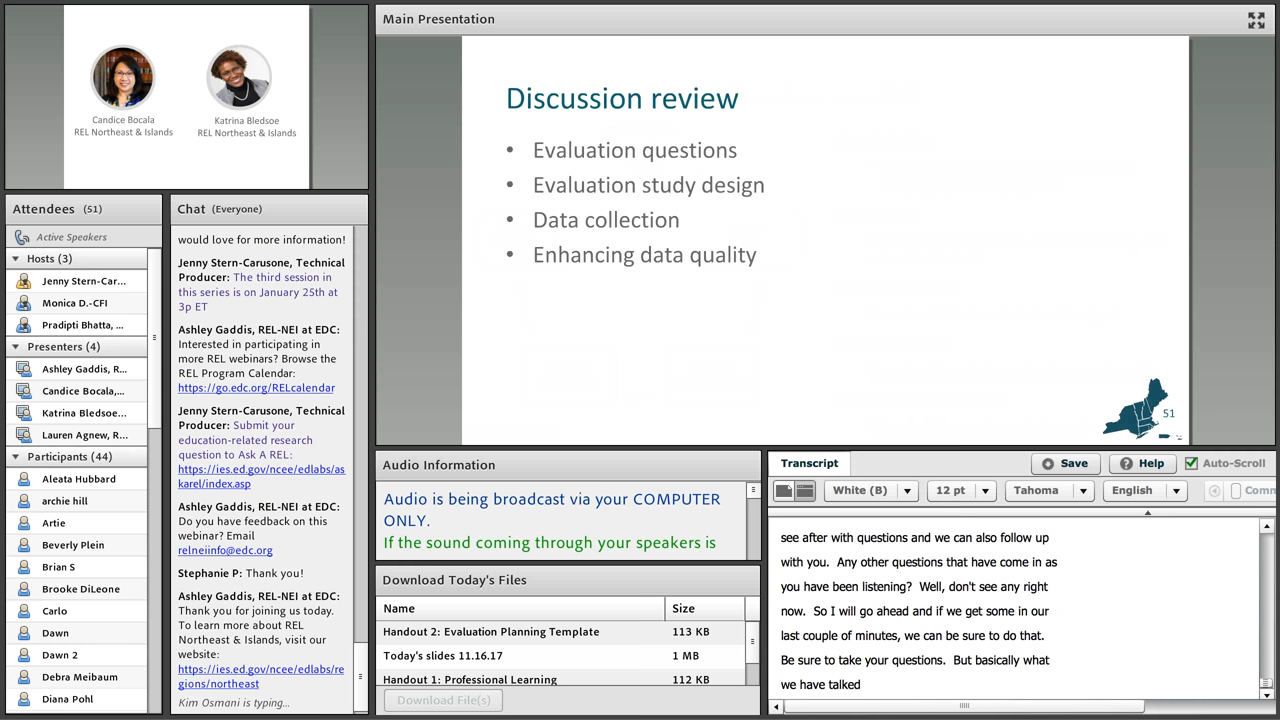 Candice Bocala
REL Northeast & Islands
Katrina Bledsoe
REL Northeast & Islands
Attendees (51)
Active Speakers
Hosts (3)
Jenny Stern-Car...
Monica D.-CFI
Pradipti Bhatta, ...
Presenters (4)
Ashley Gaddis, R...
Candice Bocala,...
Katrina Bledsoe...
Lauren Agnew, R...
Participants (44)
Aleata Hubbard
archie hill
Artie
Beverly Plein
Brian S
Brooke DiLeone
Carlo
Dawn
Dawn 2
Debra Meibaum
Diana Pohl
Chat (Everyone)
would love for more information!
Jenny Stern-Carusone, Technical
Producer: The third session in
this series is on January 25th at
3p ET
Ashley Gaddis, REL-NEI at EDC:
Interested in participating in
more REL webinars? Browse the
REL Program Calendar:
https://go.edc.org/RELcalendar
Jenny Stern-Carusone, Technical
Producer: Submit your
education-related research
question to Ask A REL:
https://ies.ed.gov/ncee/edlabs/as
karel/index.asp
Ashley Gaddis, REL-NEI at EDC:
Do you have feedback on this
webinar? Email
relneiinfo@edc.org
Stephanie P: Thank you!
Ashley Gaddis, REL-NEI at EDC:
Thank you for joining us today.
To learn more about REL
Northeast & Islands, visit our
website:
https://ies.ed.gov/ncee/edlabs/re
gions/northeast
Kim Osmani is typing...
Main Presentation
Discussion review
• Evaluation questions
• Evaluation study design
• Data collection
• Enhancing data quality
51
Audio Information
Audio is being broadcast via your COMPUTER
ONLY.
If the sound coming through your speakers is
Download Today's Files
Name Size
Handout 2: Evaluation Planning Template 113 KB
Today's slides 11.16.17 1 MB
Handout 1: Professional Learning 112 KB
Download File(s)
Transcript Save Help Auto-Scroll
White (B) 12 pt Tahoma English Comm
see after with questions and we can also follow up
with you. Any other questions that have come in as
you have been listening? Well, don't see any right
now. So I will go ahead and if we get some in our
last couple of minutes, we can be sure to do that.
Be sure to take your questions. But basically what
we have talked